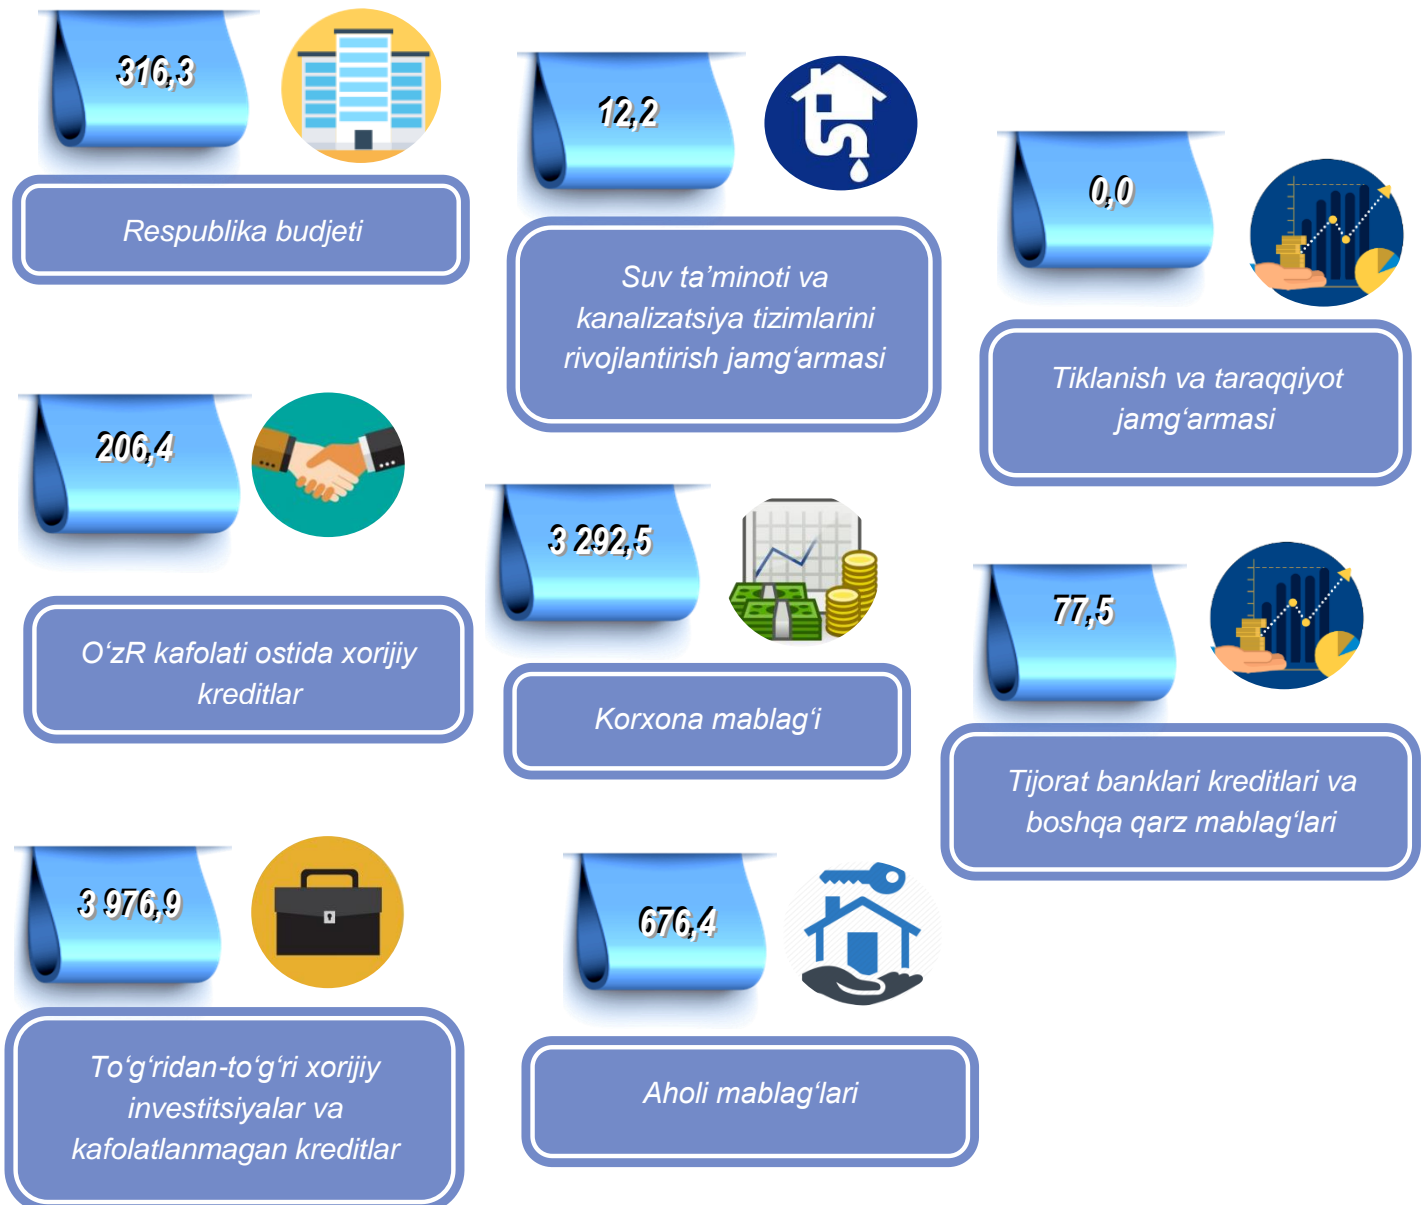 316,3
Respublika budjeti
12,2
Suv ta’minoti va
kanalizatsiya tizimlarini
rivojlantirish jamg‘armasi
0,0
Tiklanish va taraqqiyot
jamg‘armasi
206,4
O‘zR kafolati ostida xorijiy
kreditlar
3 292,5
Korxona mablag‘i
77,5
Tijorat banklari kreditlari va
boshqa qarz mablag‘lari
3 976,9
To‘g‘ridan-to‘g‘ri xorijiy
investitsiyalar va
kafolatlanmagan kreditlar
676,4
Aholi mablag‘lari